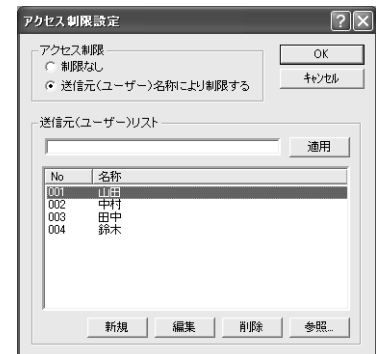 アクセス制限設定
アクセス制限
制限なし
送信元(ユーザー)名称により制限する
OK
キャンセル
送信元(ユーザー)リスト
適用
No 名称
001 山田
002 中村
003 田中
004 鈴木
新規 編集 削除 参照...